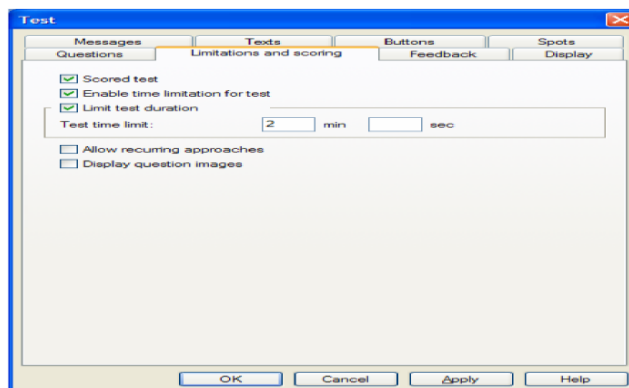 Test
Messages Texts Buttons Spots
Questions Limitations and scoring Feedback Display
Scored test
Enable time limitation for test
Limit test duration
Test time limit: 2 min sec
Allow recurring approaches
Display question images
OK Cancel Apply Help